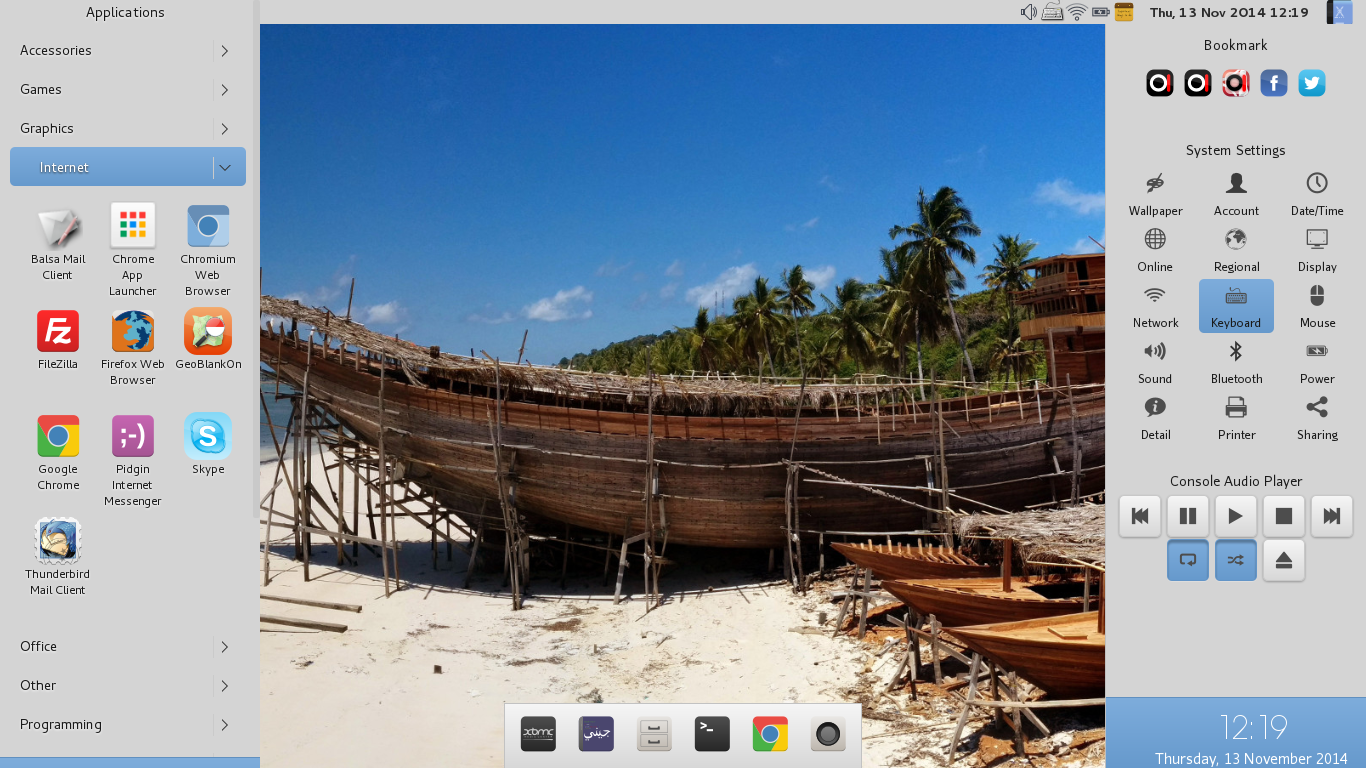 Applications
Accessories
Games
Graphics
Internet
Balsa Mail
Client
Chrome
App
Launcher
Chromium
Web
Browser
FileZilla
Firefox Web
Browser
GeoBlankOn
Google
Chrome
Pidgin
Internet
Messenger
Skype
Thunderbird
Mail Client
Office
Other
Programming
Thu, 13 Nov 2014 12:19
Bookmark
System Settings
Wallpaper
Account
Date/Time
Online
Regional
Display
Network
Keyboard
Mouse
Sound
Bluetooth
Power
Detail
Printer
Sharing
Console Audio Player
xbmc
جيني
12:19
Thursday, 13 November 2014